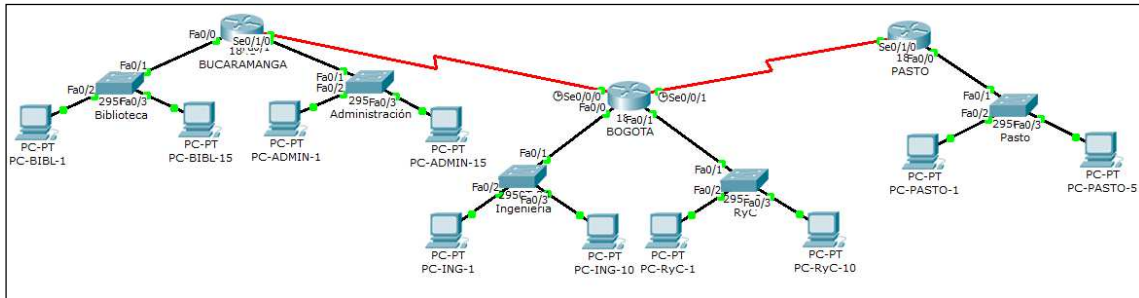 Fa0/0
Se0/1/0
BUCARAMANGA
Fa0/1
Fa0/2
Fa0/3
Biblioteca
PC-PT
PC-BIBL-1
PC-PT
PC-BIBL-15
Fa0/1
Fa0/2
Fa0/3
Administración
PC-PT
PC-ADMIN-1
PC-PT
PC-ADMIN-15
Se0/0/0
Fa0/0
Se0/0/1
Fa0/1
BOGOTA
Fa0/1
Fa0/2
Fa0/3
Ingenieria
PC-PT
PC-ING-1
PC-PT
PC-ING-10
Fa0/1
Fa0/2
Fa0/3
RyC
PC-PT
PC-RyC-1
PC-PT
PC-RyC-10
Se0/1/0
Fa0/0
PASTO
Fa0/1
Fa0/2
Fa0/3
Pasto
PC-PT
PC-PASTO-1
PC-PT
PC-PASTO-5